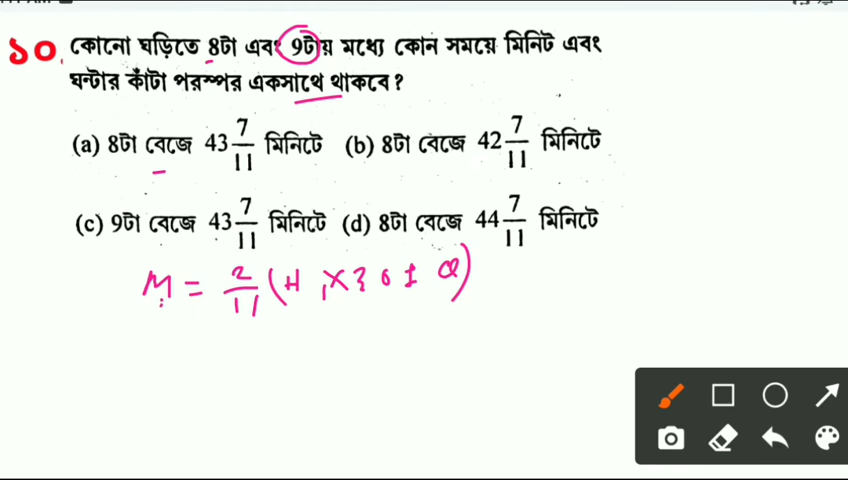 ১০. কোনো ঘড়িতে 8টা এবং 9টায় মধ্যে কোন সময়ে মিনিট এবং
ঘন্টার কাঁটা পরস্পর একসাথে থাকবে?
(a) 8টা বেজে 43 7/11 মিনিটে (b) 8টা বেজে 42 7/11 মিনিটে
(c) 9টা বেজে 43 7/11 মিনিটে (d) 8টা বেজে 44 7/11 মিনিটে
M = 2/11 (H × 30 ± θ)